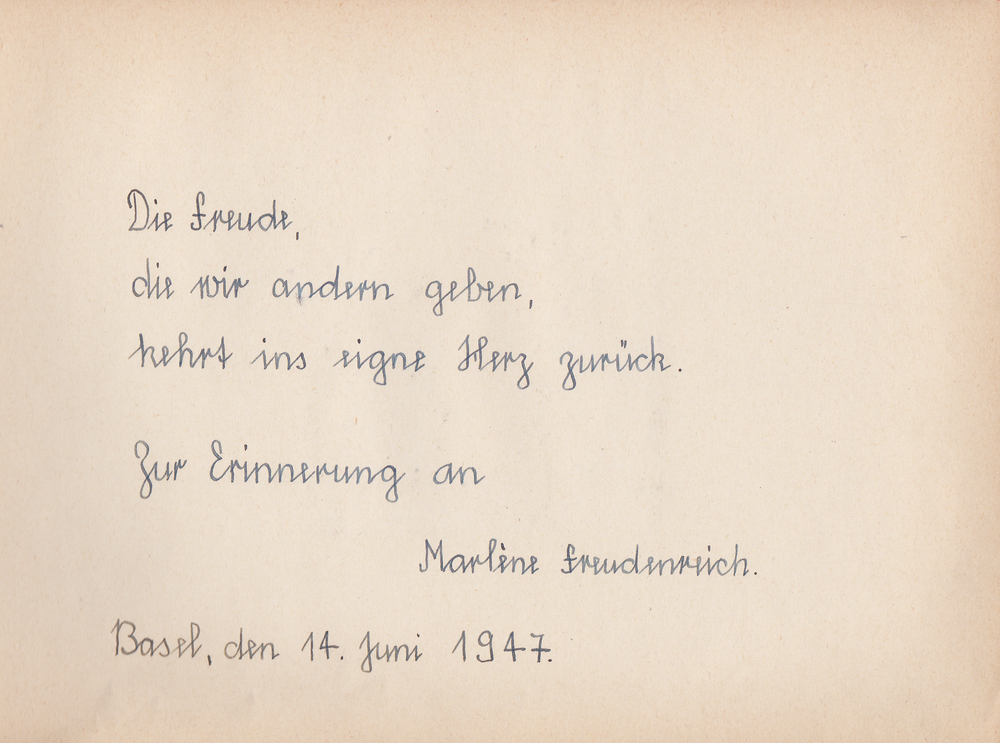 Die Freude,
die wir andern geben,
kehrt ins eigne Herz zurück.
Zur Erinnerung an
Marlène Freudenreich.
Basel, den 14. Juni 1947.